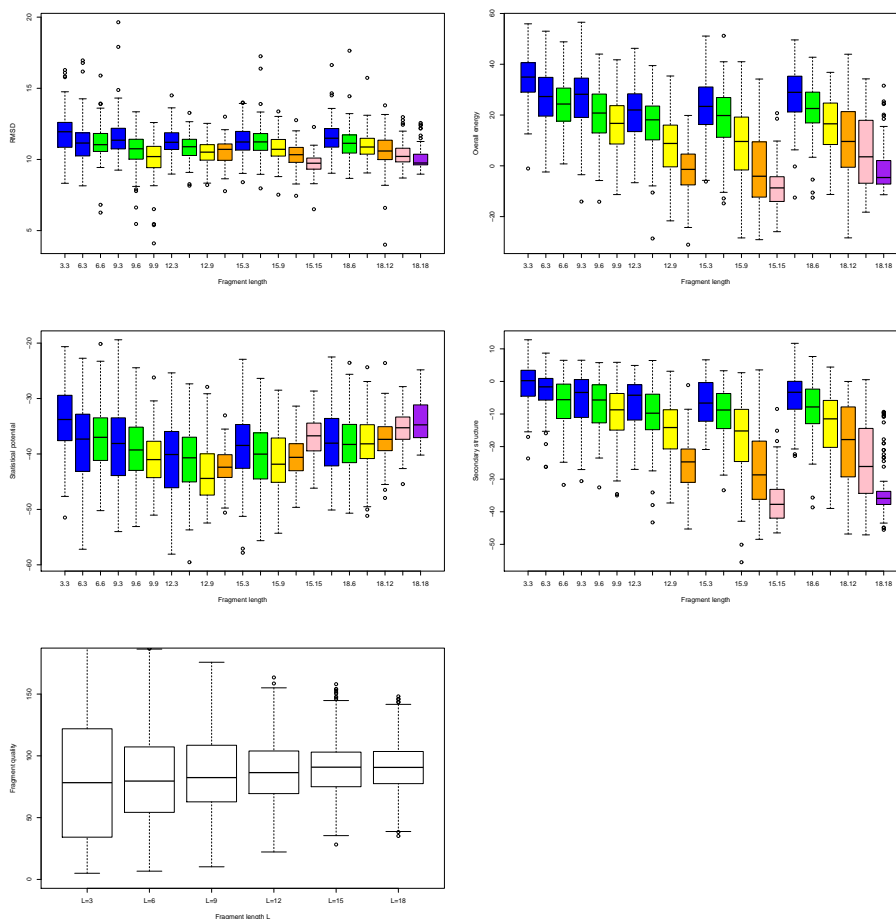 RMSD
20
15
10
5
3.3 6.3 6.6 9.3 9.6 9.9 12.3 12.9 15.3 15.9 15.15 18.6 18.12 18.18
Fragment length
Overall energy
60
40
20
0
−20
3.3 6.3 6.6 9.3 9.6 9.9 12.3 12.9 15.3 15.9 15.15 18.6 18.12 18.18
Fragment length
Statistical potential
−20
−30
−40
−50
−60
3.3 6.3 6.6 9.3 9.6 9.9 12.3 12.9 15.3 15.9 15.15 18.6 18.12 18.18
Fragment length
Secondary structure
10
0
−10
−20
−30
−40
−50
3.3 6.3 6.6 9.3 9.6 9.9 12.3 12.9 15.3 15.9 15.15 18.6 18.12 18.18
Fragment length
Fragment quality
150
100
50
0
L=3 L=6 L=9 L=12 L=15 L=18
Fragment length L